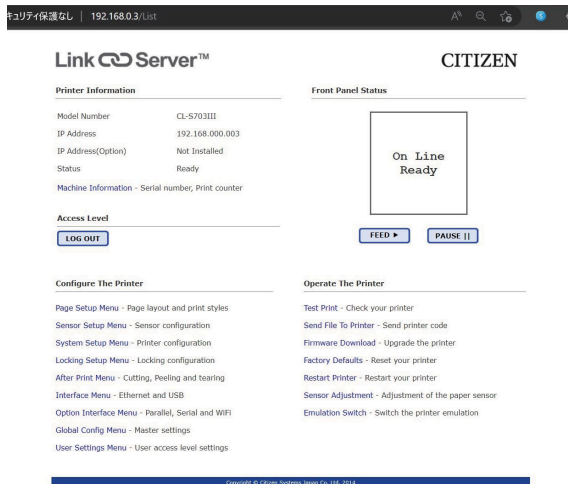 キュリティ保護なし | 192.168.0.3/List
Link Server™
CITIZEN
Printer Information
Model Number CL-S703III
IP Address 192.168.000.003
IP Address(Option) Not Installed
Status Ready
Machine Information - Serial number, Print counter
Access Level
LOG OUT
Front Panel Status
On Line
Ready
FEED ►
PAUSE ||
Configure The Printer
Page Setup Menu - Page layout and print styles
Sensor Setup Menu - Sensor configuration
System Setup Menu - Printer configuration
Locking Setup Menu - Locking configuration
After Print Menu - Cutting, Peeling and tearing
Interface Menu - Ethernet and USB
Option Interface Menu - Parallel, Serial and WiFi
Global Config Menu - Master settings
User Settings Menu - User access level settings
Operate The Printer
Test Print - Check your printer
Send File To Printer - Send printer code
Firmware Download - Upgrade the printer
Factory Defaults - Reset your printer
Restart Printer - Restart your printer
Sensor Adjustment - Adjustment of the paper sensor
Emulation Switch - Switch the printer emulation
Copyright © Citizen Systems Japan Co. Ltd. 2014